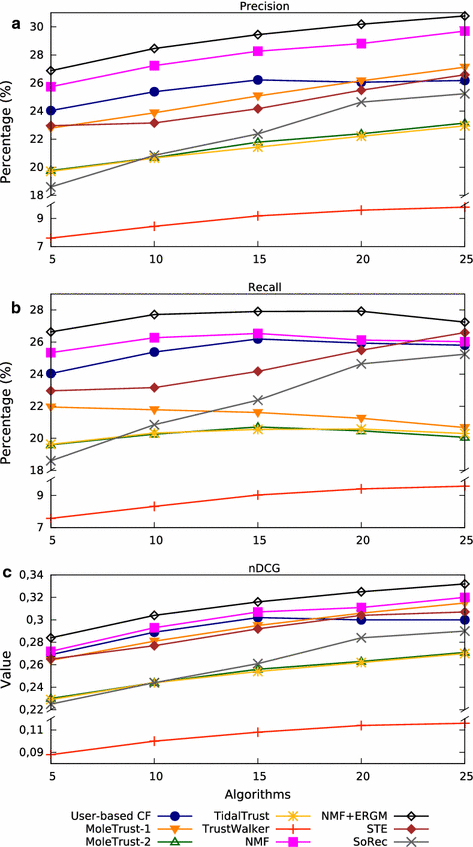 Precision
a
30
28
26
24
22
20
18
9
7
Percentage (%)
5 10 15 20 25
Recall
b
28
26
24
22
20
18
9
7
Percentage (%)
5 10 15 20 25
nDCG
c
0,34
0,32
0,3
0,28
0,26
0,24
0,22
0,11
0,09
Value
5 10 15 20 25
Algorithms
User-based CF TidalTrust NMF+ERGM
MoleTrust-1 TrustWalker STE
MoleTrust-2 NMF SoRec